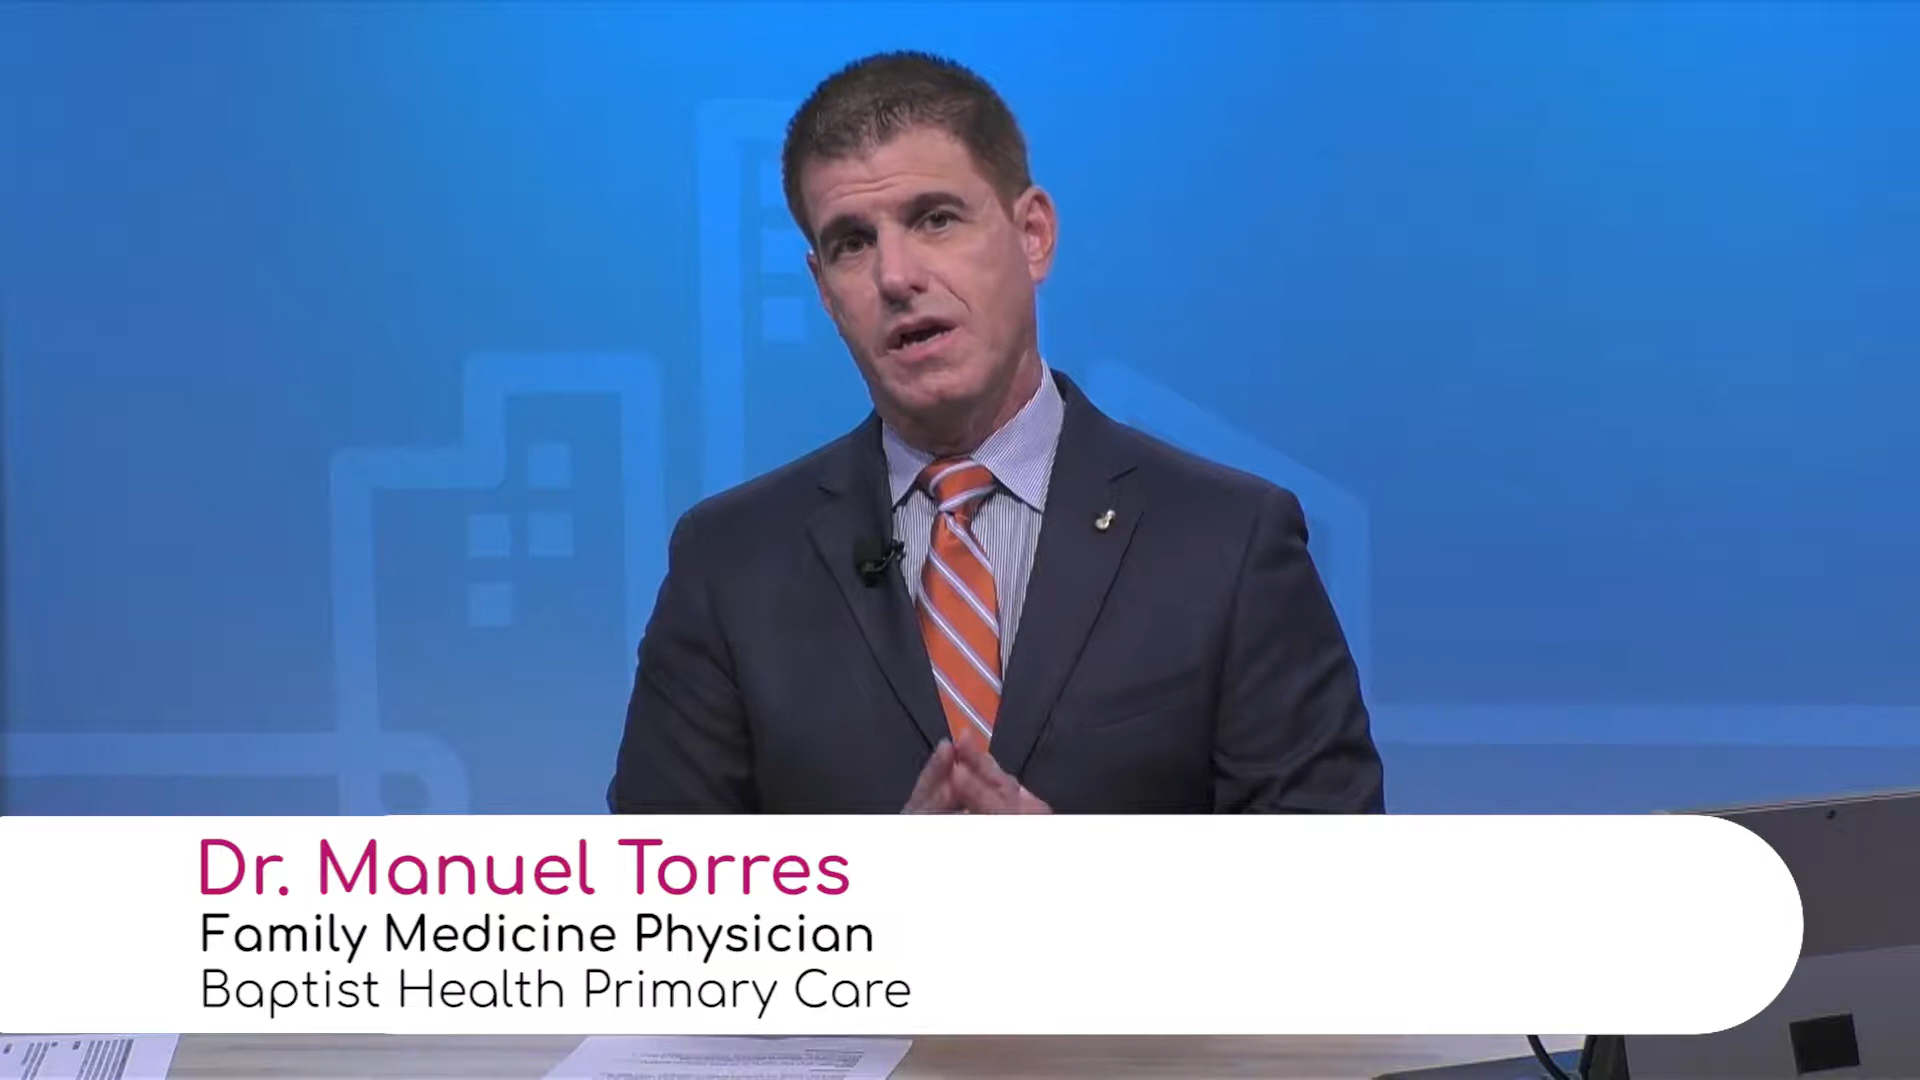 Dr. Manuel Torres
Family Medicine Physician
Baptist Health Primary Care